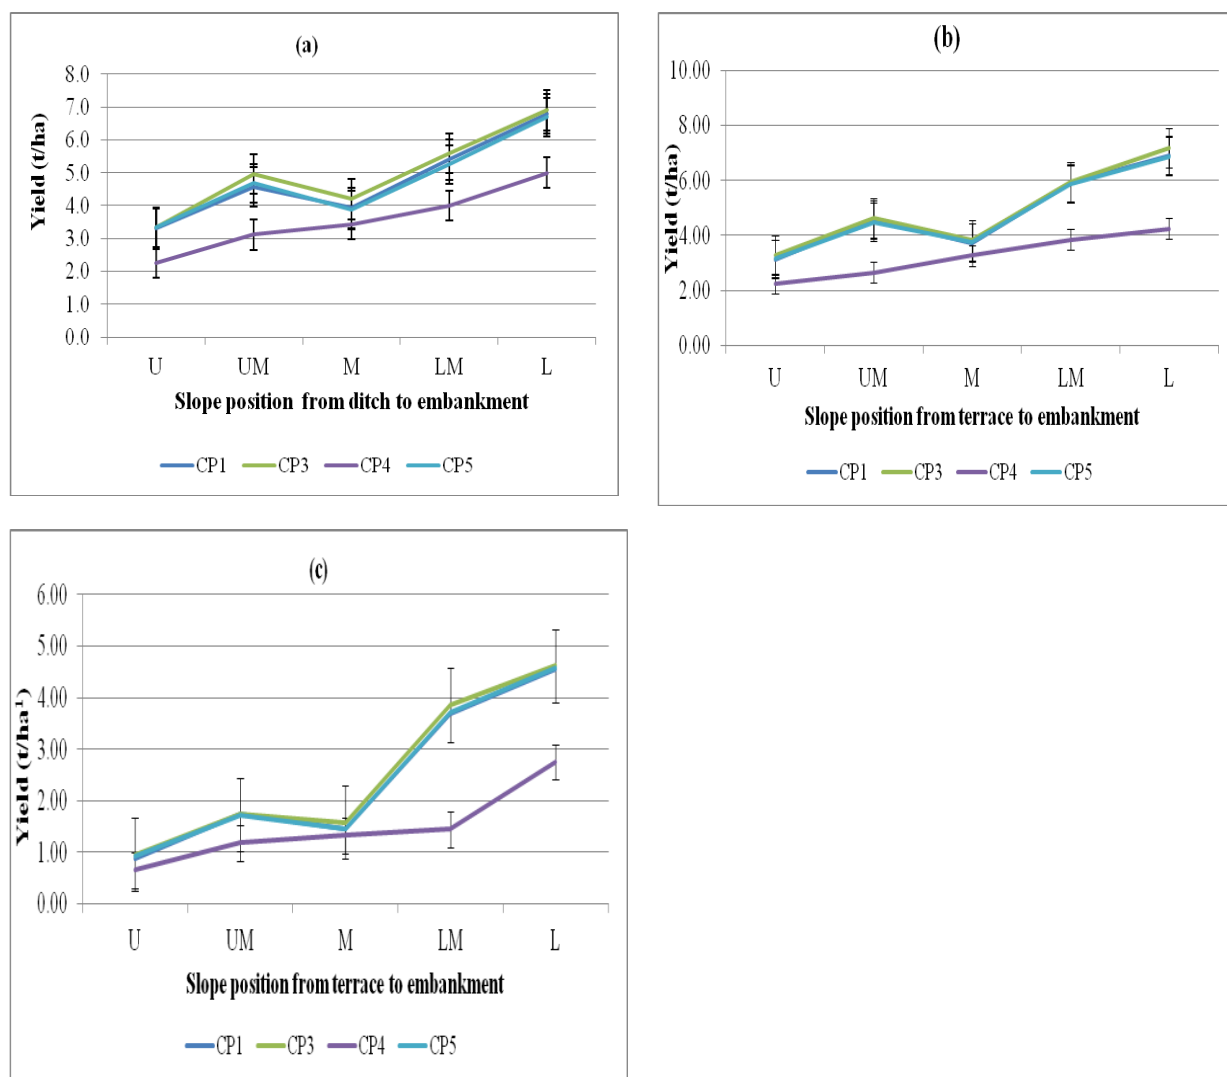 (a)
8.0
7.0
6.0
5.0
4.0
3.0
2.0
1.0
0.0
Yield (t/ha)
U UM M LM L
Slope position from ditch to embankment
CP1 CP3 CP4 CP5
(b)
10.00
8.00
6.00
4.00
2.00
0.00
Yield (t/ha)
U UM M LM L
Slope position from terrace to embankment
CP1 CP3 CP4 CP5
(c)
6.00
5.00
4.00
3.00
2.00
1.00
0.00
Yield (t/ha¹)
U UM M LM L
Slope position from terrace to embankment
CP1 CP3 CP4 CP5